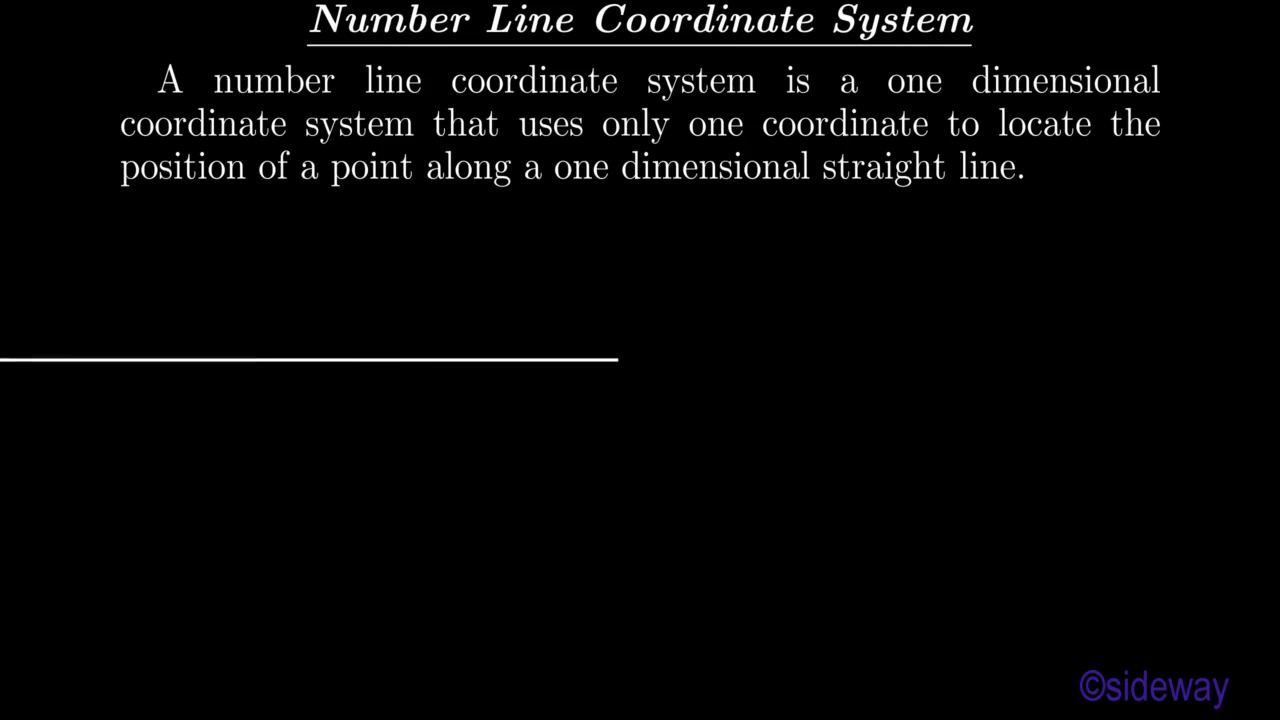 Number Line Coordinate System
A number line coordinate system is a one dimensional
coordinate system that uses only one coordinate to locate the
position of a point along a one dimensional straight line.
©sideway